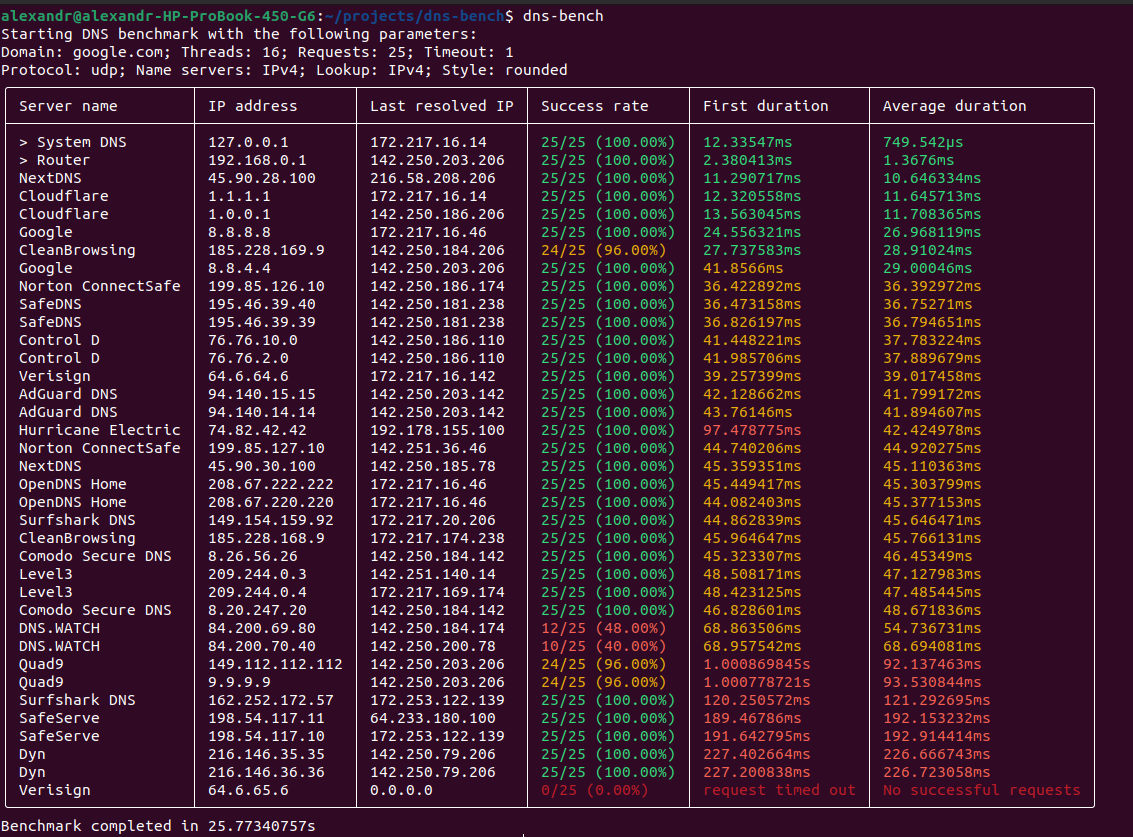 alexandr@alexandr-HP-ProBook-450-G6:~/projects/dns-bench$ dns-bench
Starting DNS benchmark with the following parameters:
Domain: google.com; Threads: 16; Requests: 25; Timeout: 1
Protocol: udp; Name servers: IPv4; Lookup: IPv4; Style: rounded
Server name IP address Last resolved IP Success rate First duration Average duration
> System DNS 127.0.0.1 172.217.16.14 25/25 (100.00%) 12.33547ms 749.542µs
> Router 192.168.0.1 142.250.203.206 25/25 (100.00%) 2.380413ms 1.3676ms
NextDNS 45.90.28.100 216.58.208.206 25/25 (100.00%) 11.290717ms 10.646334ms
Cloudflare 1.1.1.1 172.217.16.14 25/25 (100.00%) 12.320558ms 11.645713ms
Cloudflare 1.0.0.1 142.250.186.206 25/25 (100.00%) 13.563045ms 11.708365ms
Google 8.8.8.8 172.217.16.46 25/25 (100.00%) 24.556321ms 26.968119ms
CleanBrowsing 185.228.169.9 142.250.184.206 24/25 (96.00%) 27.737583ms 28.91024ms
Google 8.8.4.4 142.250.203.206 25/25 (100.00%) 41.8566ms 29.00046ms
Norton ConnectSafe 199.85.126.10 142.250.186.174 25/25 (100.00%) 36.422892ms 36.392972ms
SafeDNS 195.46.39.40 142.250.181.238 25/25 (100.00%) 36.473158ms 36.75271ms
SafeDNS 195.46.39.39 142.250.181.238 25/25 (100.00%) 36.826197ms 36.794651ms
Control D 76.76.10.0 142.250.186.110 25/25 (100.00%) 41.448221ms 37.783224ms
Control D 76.76.2.0 142.250.186.110 25/25 (100.00%) 41.985706ms 37.889679ms
Verisign 64.6.64.6 172.217.16.142 25/25 (100.00%) 39.257399ms 39.017458ms
AdGuard DNS 94.140.15.15 142.250.203.142 25/25 (100.00%) 42.128662ms 41.799172ms
AdGuard DNS 94.140.14.14 142.250.203.142 25/25 (100.00%) 43.76146ms 41.894607ms
Hurricane Electric 74.82.42.42 192.178.155.100 25/25 (100.00%) 97.478775ms 42.424978ms
Norton ConnectSafe 199.85.127.10 142.251.36.46 25/25 (100.00%) 44.740206ms 44.920275ms
NextDNS 45.90.30.100 142.250.185.78 25/25 (100.00%) 45.359351ms 45.110363ms
OpenDNS Home 208.67.222.222 172.217.16.46 25/25 (100.00%) 45.449417ms 45.303799ms
OpenDNS Home 208.67.220.220 172.217.16.46 25/25 (100.00%) 44.082403ms 45.377153ms
Surfshark DNS 149.154.159.92 172.217.20.206 25/25 (100.00%) 44.862839ms 45.646471ms
CleanBrowsing 185.228.168.9 172.217.174.238 25/25 (100.00%) 45.964647ms 45.766131ms
Comodo Secure DNS 8.26.56.26 142.250.184.142 25/25 (100.00%) 45.323307ms 46.45349ms
Level3 209.244.0.3 142.251.140.14 25/25 (100.00%) 48.508171ms 47.127983ms
Level3 209.244.0.4 172.217.169.174 25/25 (100.00%) 48.423125ms 47.485445ms
Comodo Secure DNS 8.20.247.20 142.250.184.142 25/25 (100.00%) 46.828601ms 48.671836ms
DNS.WATCH 84.200.69.80 142.250.184.174 12/25 (48.00%) 68.863506ms 54.736731ms
DNS.WATCH 84.200.70.40 142.250.200.78 10/25 (40.00%) 68.957542ms 68.694081ms
Quad9 149.112.112.112 142.250.203.206 24/25 (96.00%) 1.000869845s 92.137463ms
Quad9 9.9.9.9 142.250.203.206 24/25 (96.00%) 1.000778721s 93.530844ms
Surfshark DNS 162.252.172.57 172.253.122.139 25/25 (100.00%) 120.250572ms 121.292695ms
SafeServe 198.54.117.11 64.233.180.100 25/25 (100.00%) 189.46786ms 192.153232ms
SafeServe 198.54.117.10 172.253.122.139 25/25 (100.00%) 191.642795ms 192.914414ms
Dyn 216.146.35.35 142.250.79.206 25/25 (100.00%) 227.402664ms 226.666743ms
Dyn 216.146.36.36 142.250.79.206 25/25 (100.00%) 227.200838ms 226.723058ms
Verisign 64.6.65.6 0.0.0.0 0/25 (0.00%) request timed out No successful requests
Benchmark completed in 25.77340757s